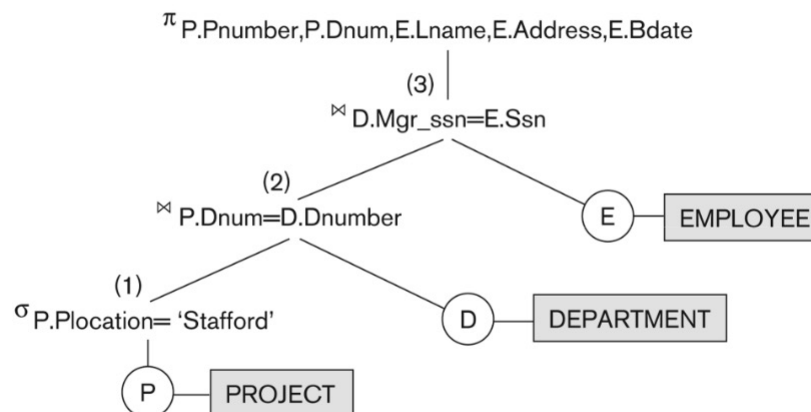 π P.Pnumber,P.Dnum,E.Lname,E.Address,E.Bdate
(3)
⋈ D.Mgr_ssn=E.Ssn
(2)
⋈ P.Dnum=D.Dnumber
E
EMPLOYEE
(1)
σ P.Plocation= ‘Stafford’
D
DEPARTMENT
P
PROJECT